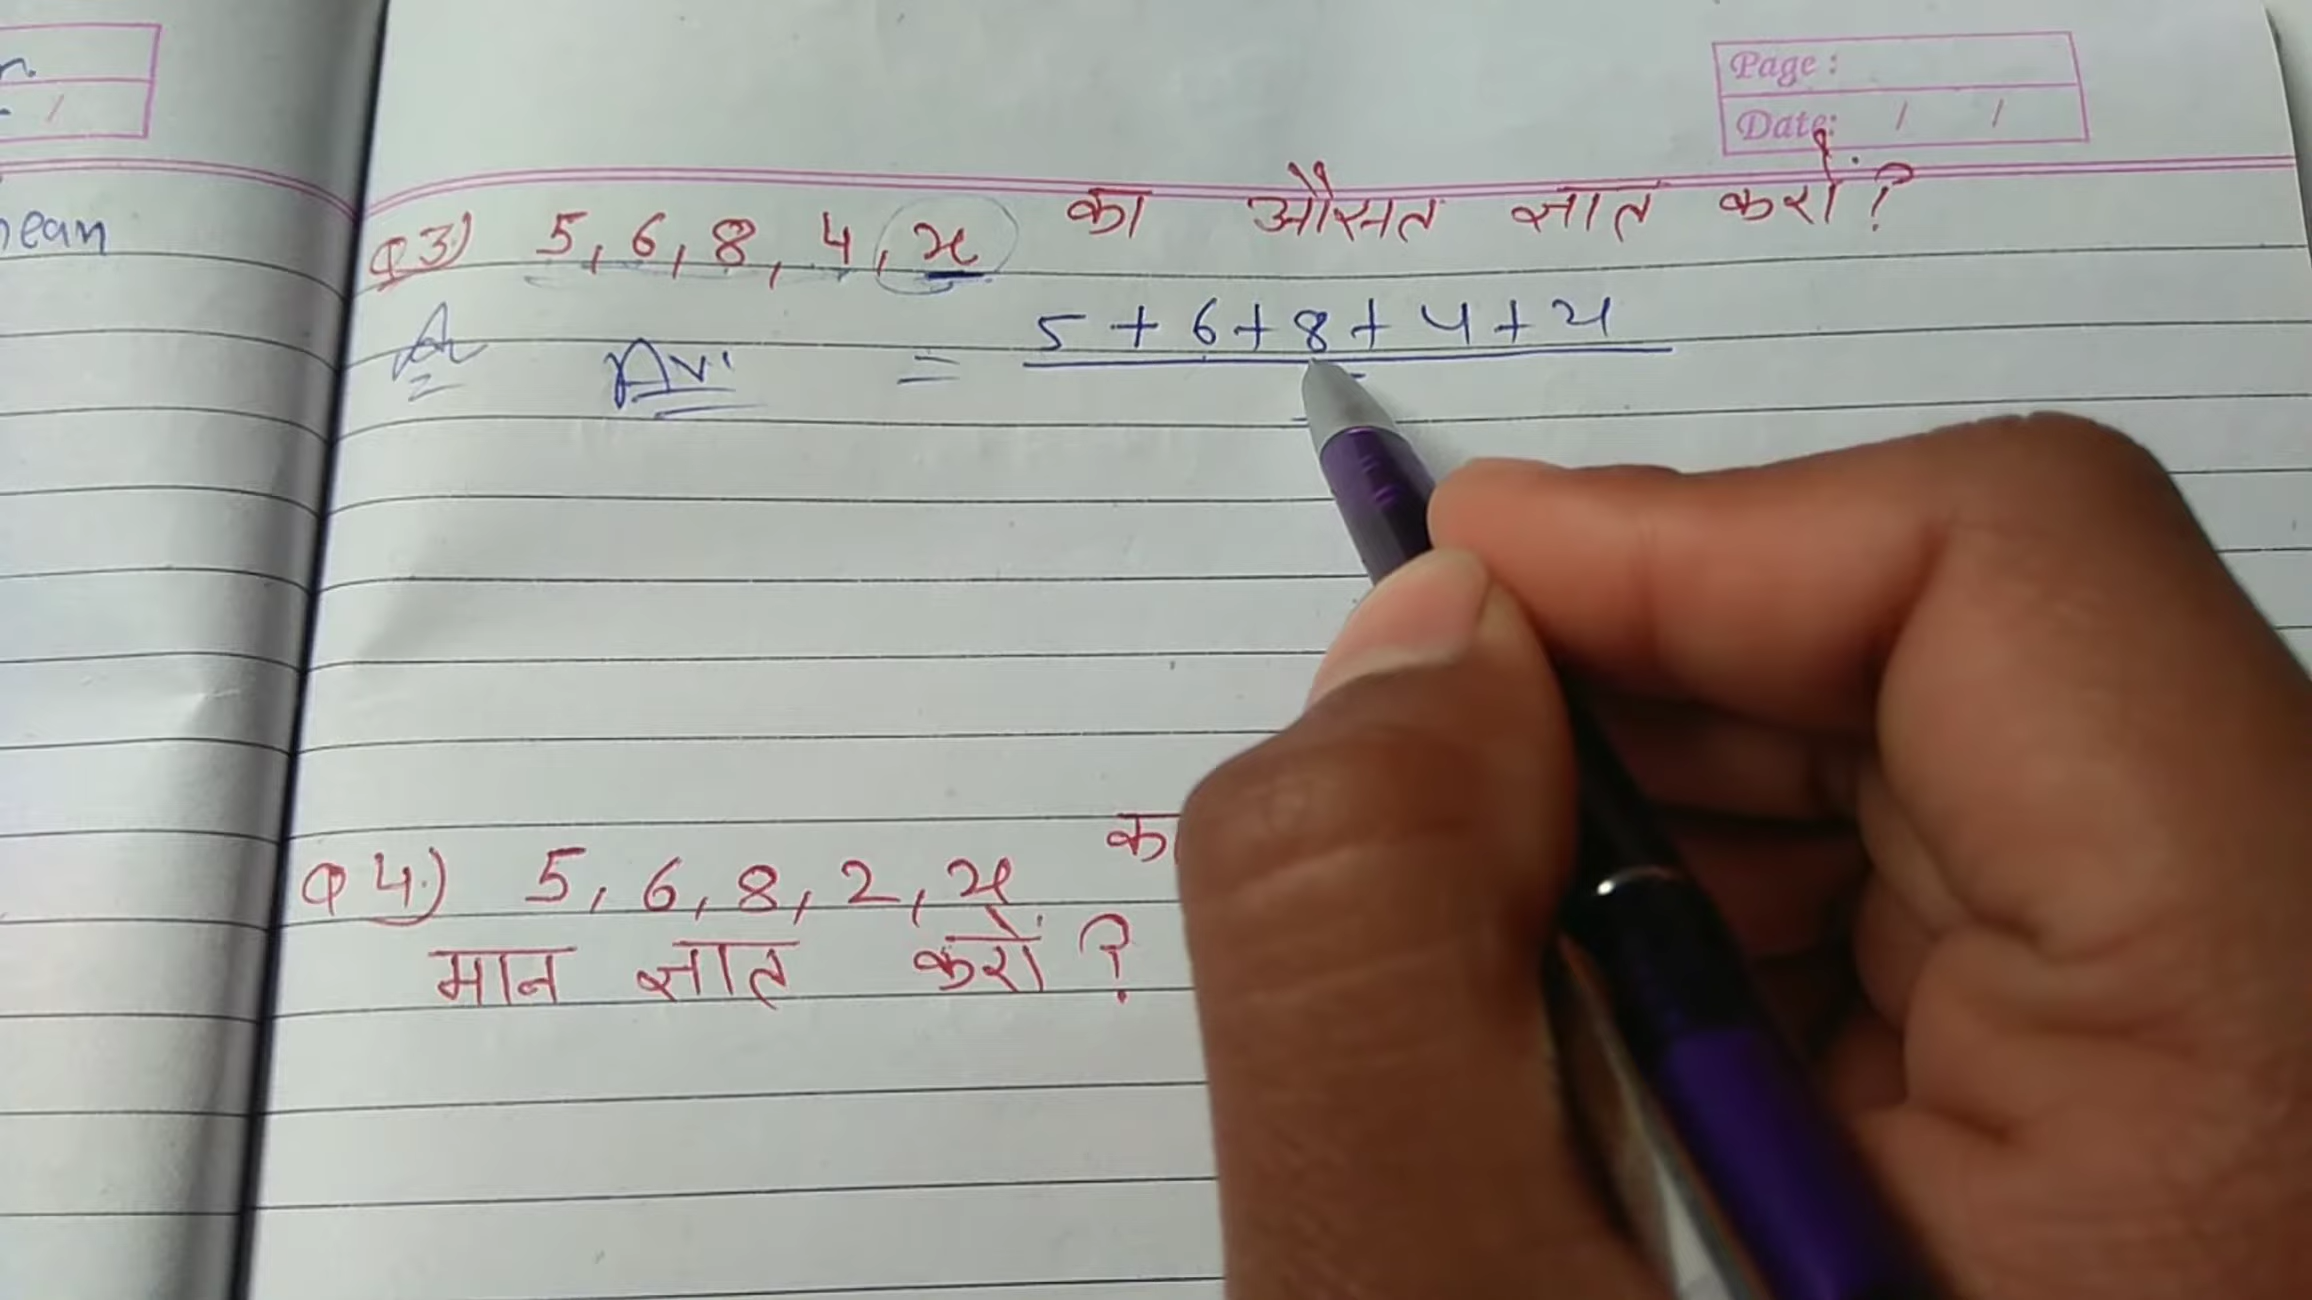 Page :
Date: / /
ean
Q3.) 5, 6, 8, 4, x का औसत ज्ञात करो ?
A Av. = 5 + 6 + 8 + 4 + x
Q4.) 5, 6, 8, 2, x का
मान ज्ञात करो ?